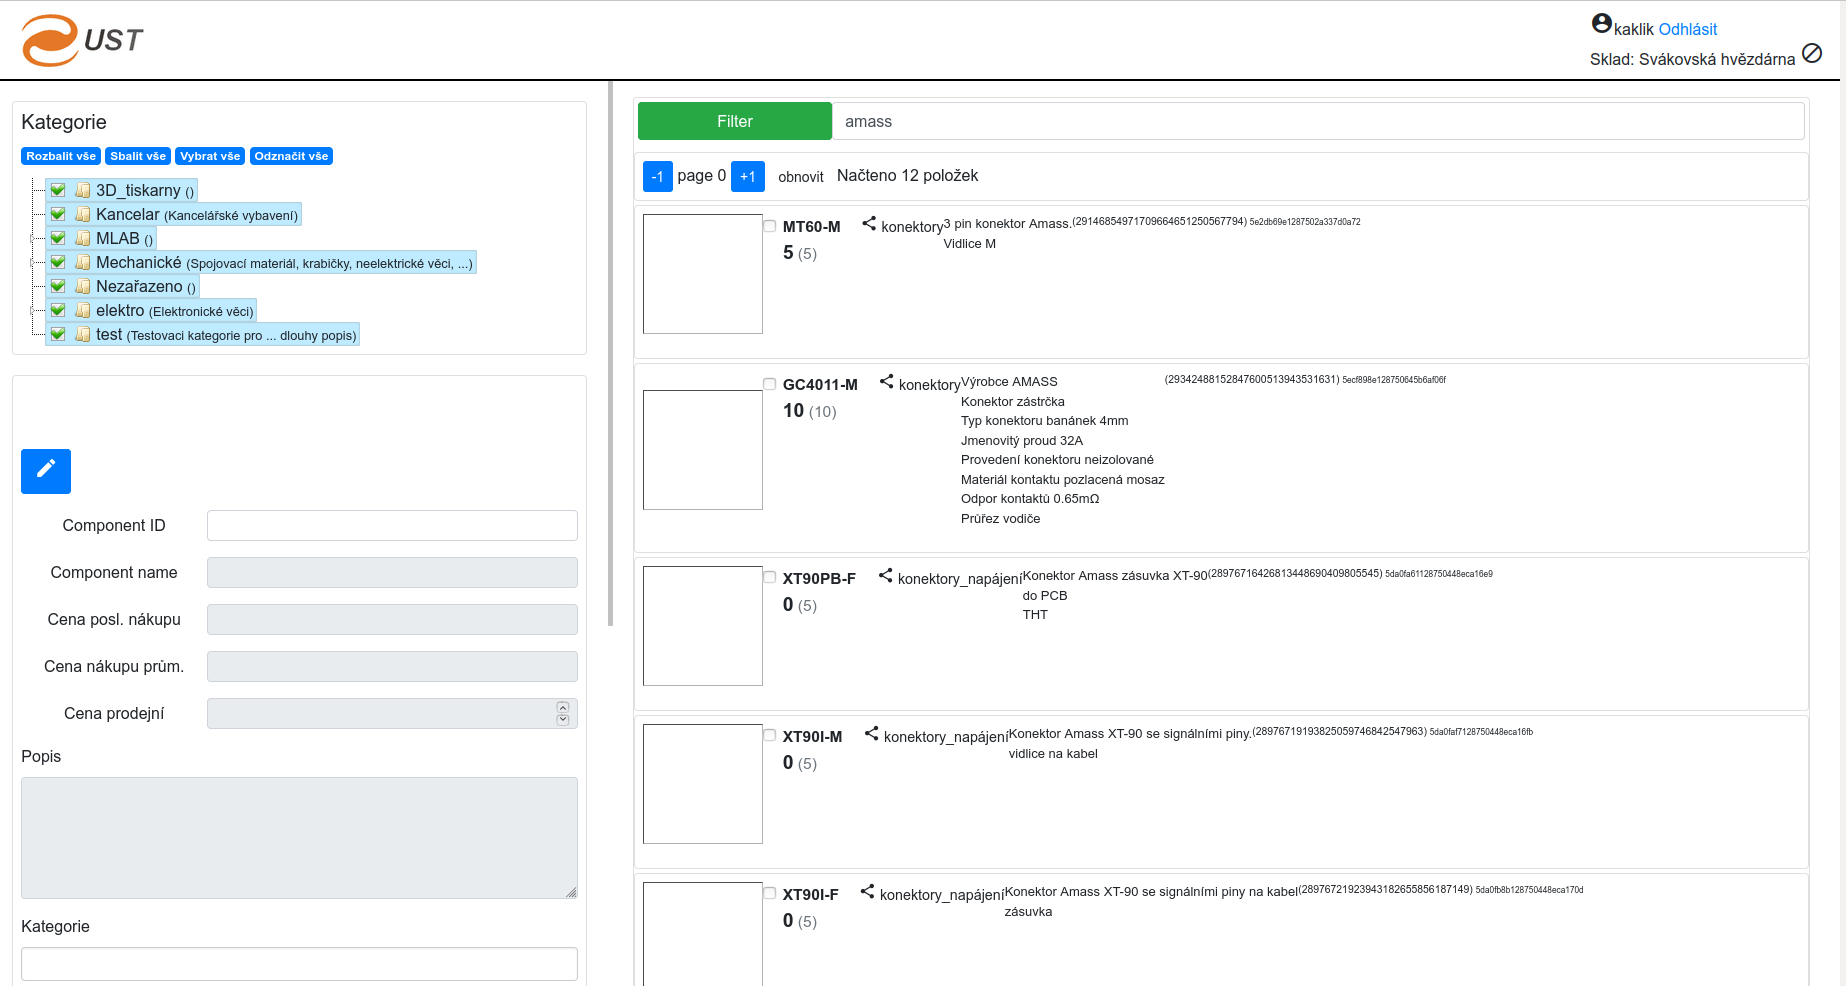 UST
kaklik Odhlásit
Sklad: Svákovská hvězdárna
Kategorie
Rozbalit vše Sbalit vše Vybrat vše Odznačit vše
3D_tiskarny ()
Kancelar (Kancelářské vybavení)
MLAB ()
Mechanické (Spojovací materiál, krabičky, neelektrické věci, ...)
Nezařazeno ()
elektro (Elektronické věci)
test (Testovaci kategorie pro ... dlouhy popis)
Component ID
Component name
Cena posl. nákupu
Cena nákupu prům.
Cena prodejní
Popis
Kategorie
Filter amass
-1 page 0 +1 obnovit Načteno 12 položek
MT60-M konektory 3 pin konektor Amass. (29146854971709664651250567794) 5e2db69e1287502a337d0a72
Vidlice M
5 (5)
GC4011-M konektory Výrobce AMASS (29342488152847600513943531631) 5ecf898e128750645b6af06f
10 (10)
Konektor zástrčka
Typ konektoru banánek 4mm
Jmenovitý proud 32A
Provedení konektoru neizolované
Materiál kontaktu pozlacená mosaz
Odpor kontaktů 0.65mΩ
Průřez vodiče
XT90PB-F konektory_napájení Konektor Amass zásuvka XT-90 (28976716426813448690409805545) 5da0fa61128750448eca16e9
do PCB
0 (5)
THT
XT90I-M konektory_napájení Konektor Amass XT-90 se signálními piny. (28976719193825059746842547963) 5da0faf7128750448eca16fb
vidlice na kabel
0 (5)
XT90I-F konektory_napájení Konektor Amass XT-90 se signálními piny na kabel (28976721923943182655856187149) 5da0fb8b128750448eca170d
zásuvka
0 (5)